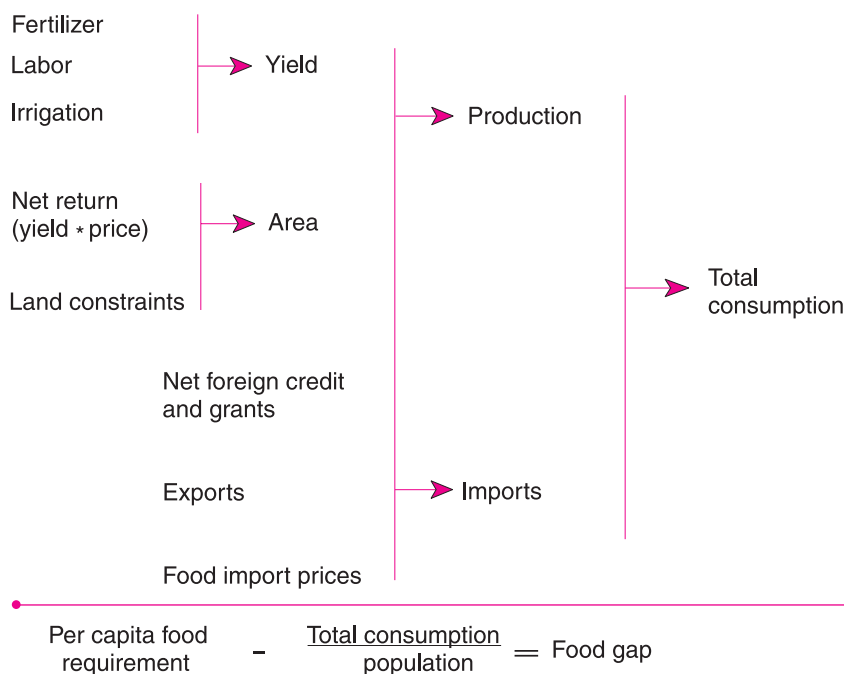 Fertilizer
Labor
Irrigation
Yield
Net return
(yield * price)
Land constraints
Area
Production
Net foreign credit
and grants
Exports
Food import prices
Imports
Total
consumption
Per capita food
requirement
–
Total consumption
population
= Food gap